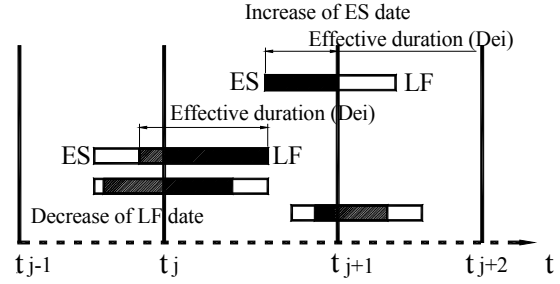 Increase of ES date
Effective duration (Dei)
ES LF
Effective duration (Dei)
ES LF
Decrease of LF date
t j-1 t j t j+1 t j+2 t